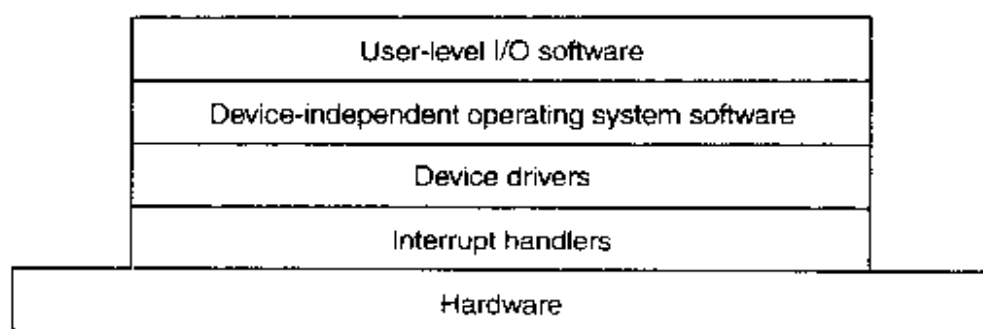 User-level I/O software
Device-independent operating system software
Device drivers
Interrupt handlers
Hardware